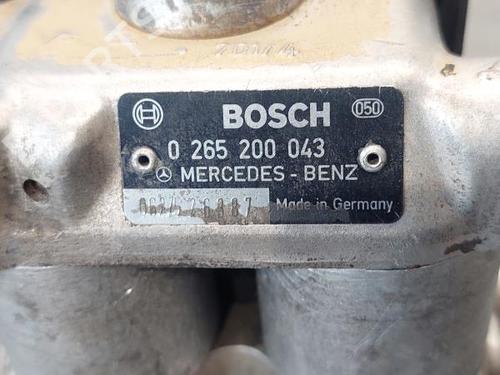 BOSCH
050
0 265 200 043
MERCEDES - BENZ
Made in Germany